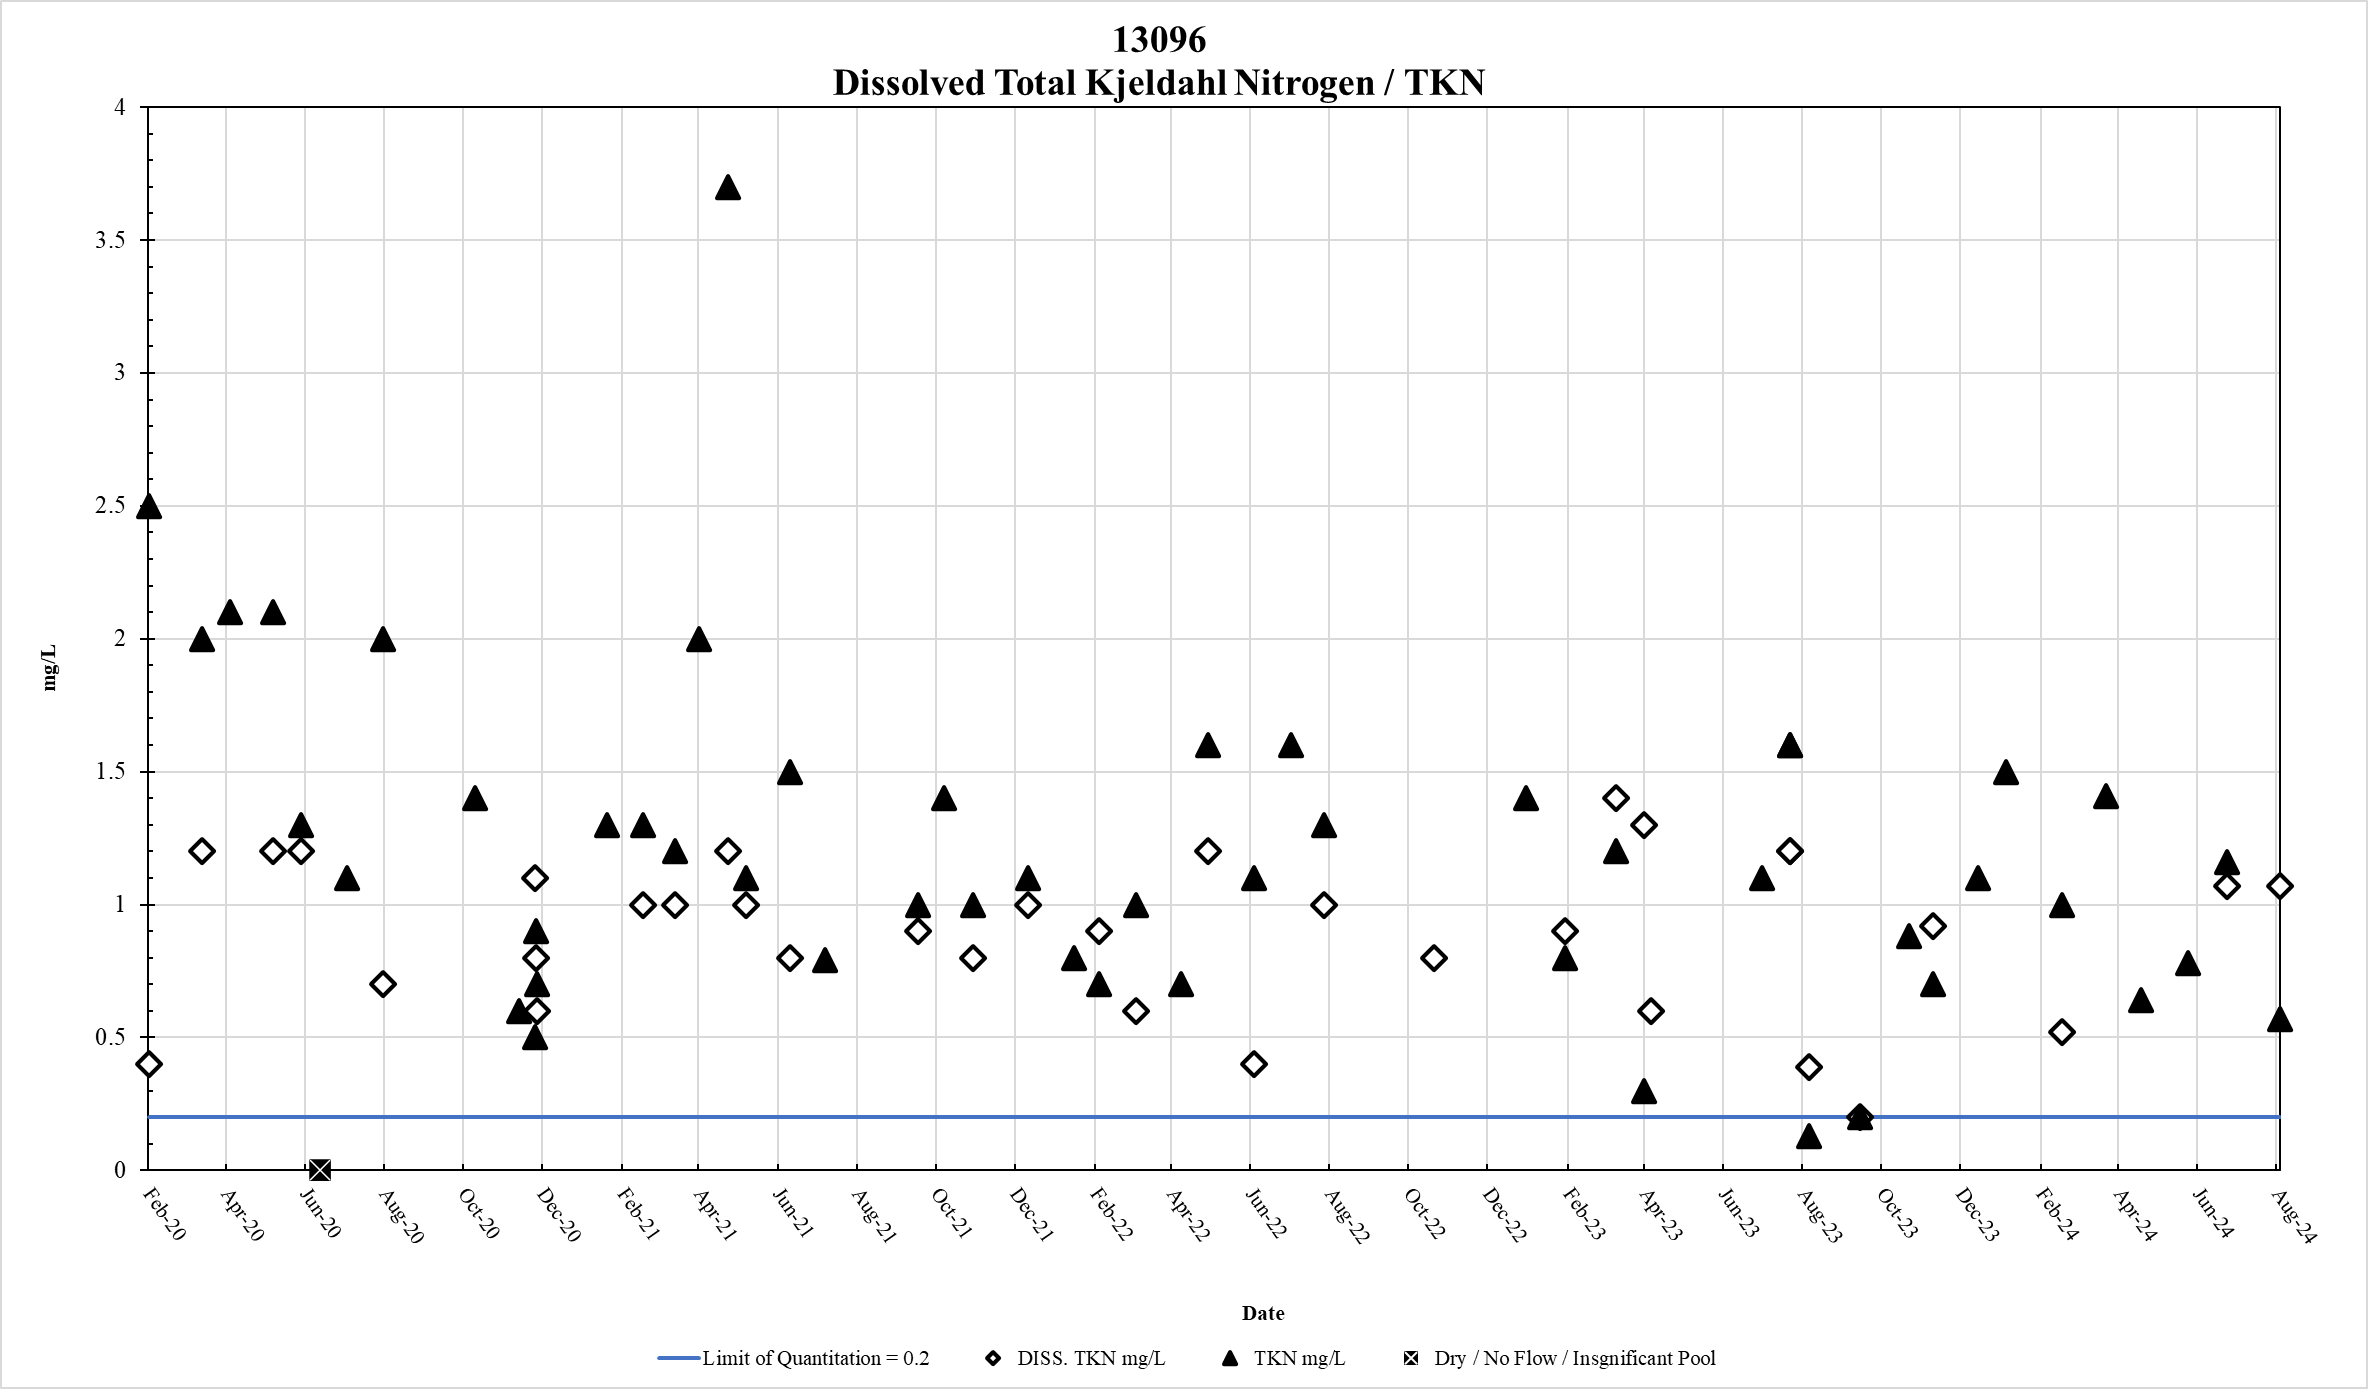 13096
Dissolved Total Kjeldahl Nitrogen / TKN
4
3.5
3
2.5
2
1.5
1
0.5
0
mg/L
Feb-20 Apr-20 Jun-20 Aug-20 Oct-20 Dec-20 Feb-21 Apr-21 Jun-21 Aug-21 Oct-21 Dec-21 Feb-22 Apr-22 Jun-22 Aug-22 Oct-22 Dec-22 Feb-23 Apr-23 Jun-23 Aug-23 Oct-23 Dec-23 Feb-24 Apr-24 Jun-24 Aug-24
Date
Limit of Quantitation = 0.2 DISS. TKN mg/L TKN mg/L Dry / No Flow / Insgnificant Pool